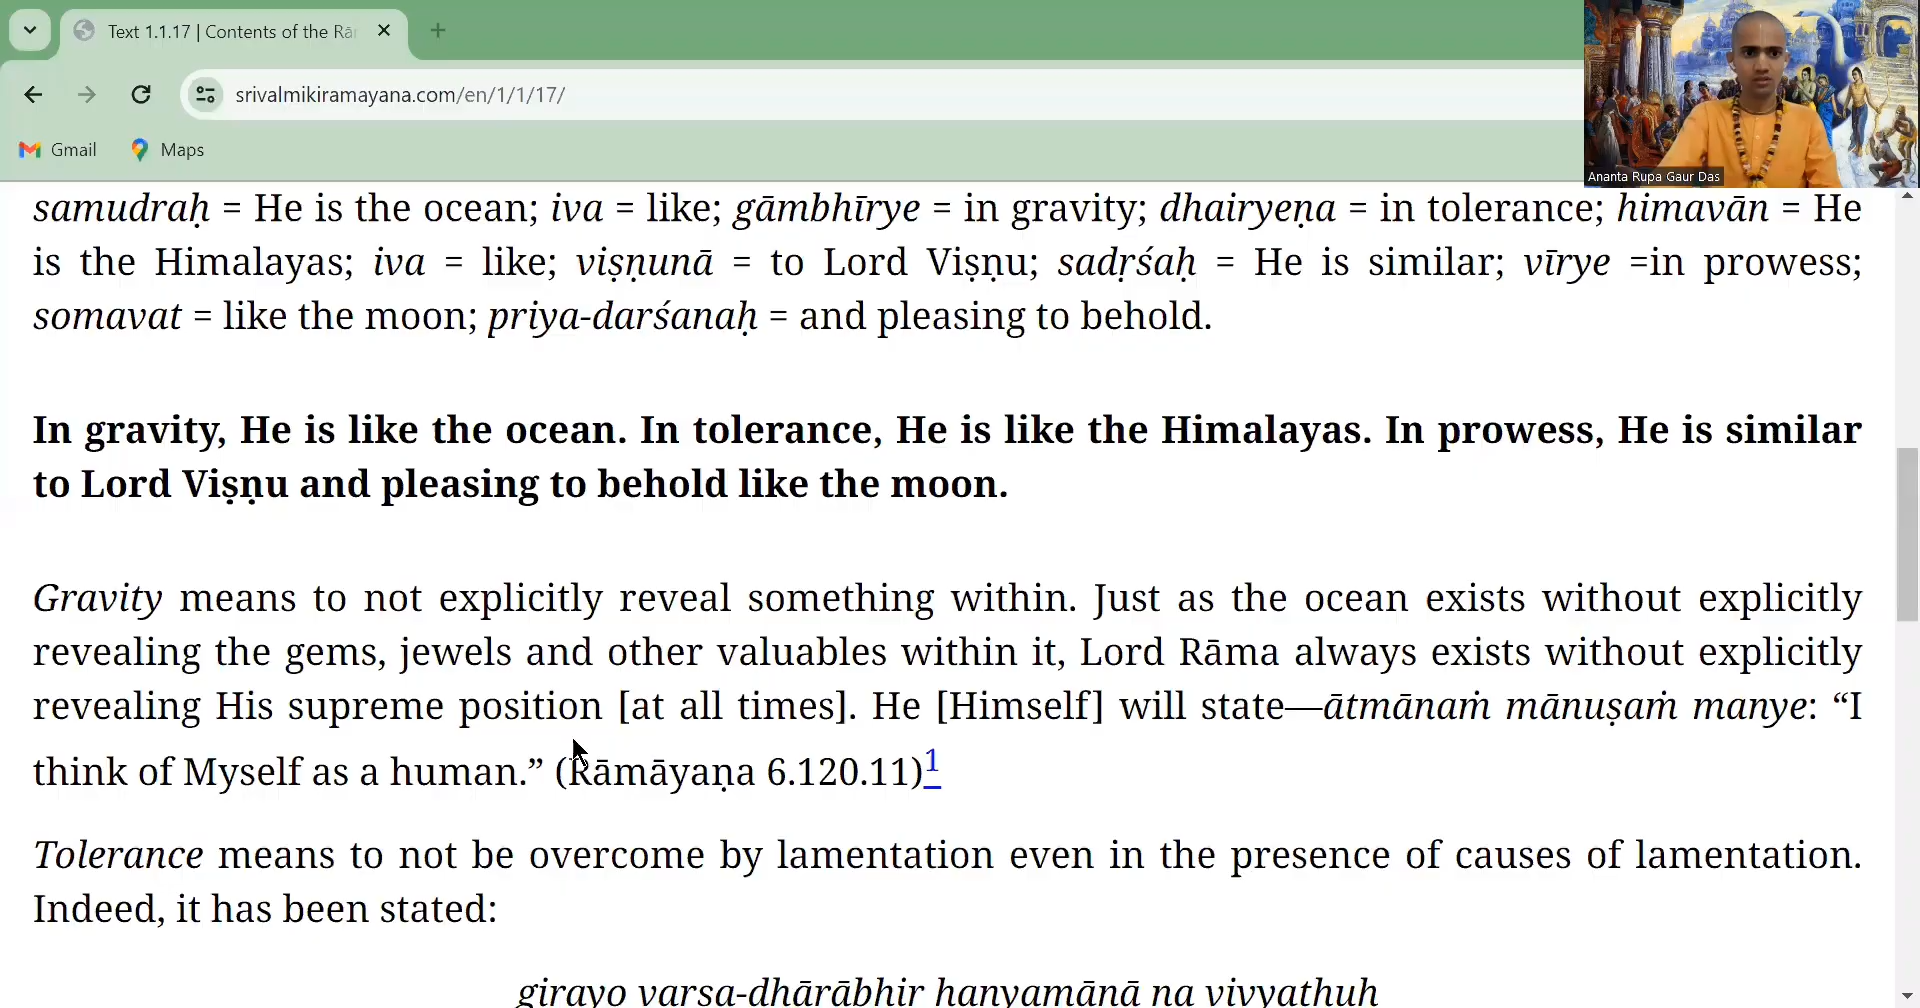 Text 1.1.17 | Contents of the Rā
srivalmikiramayana.com/en/1/1/17/
Gmail Maps
Ananta Rupa Gaur Das
samudraḥ = He is the ocean; iva = like; gāmbhīrye = in gravity; dhairyeṇa = in tolerance; himavān = He
is the Himalayas; iva = like; viṣṇunā = to Lord Viṣṇu; sadṛśaḥ = He is similar; vīrye =in prowess;
somavat = like the moon; priya-darśanaḥ = and pleasing to behold.
In gravity, He is like the ocean. In tolerance, He is like the Himalayas. In prowess, He is similar
to Lord Viṣṇu and pleasing to behold like the moon.
Gravity means to not explicitly reveal something within. Just as the ocean exists without explicitly
revealing the gems, jewels and other valuables within it, Lord Rāma always exists without explicitly
revealing His supreme position [at all times]. He [Himself] will state—ātmānaṁ mānuṣaṁ manye: “I
think of Myself as a human.” (Rāmāyaṇa 6.120.11)1
Tolerance means to not be overcome by lamentation even in the presence of causes of lamentation.
Indeed, it has been stated:
girayo varṣa-dhārābhir hanyamānā na vivyathuḥ